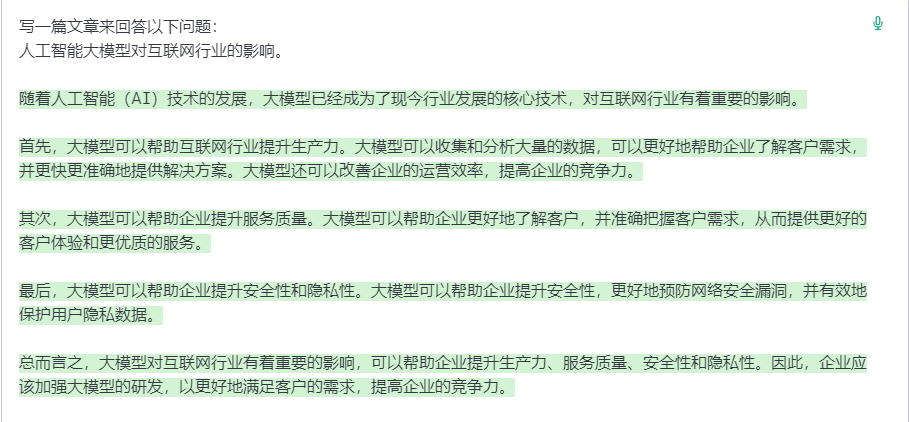 写一篇文章来回答以下问题：
人工智能大模型对互联网行业的影响。
随着人工智能（AI）技术的发展，大模型已经成为了现今行业发展的核心技术，对互联网行业有着重要的影响。
首先，大模型可以帮助互联网行业提升生产力。大模型可以收集和分析大量的数据，可以更好地帮助企业了解客户需求，
并更快更准确地提供解决方案。大模型还可以改善企业的运营效率，提高企业的竞争力。
其次，大模型可以帮助企业提升服务质量。大模型可以帮助企业更好地了解客户，并准确把握客户需求，从而提供更好的
客户体验和更优质的服务。
最后，大模型可以帮助企业提升安全性和隐私性。大模型可以帮助企业提升安全性，更好地预防网络安全漏洞，并有效地
保护用户隐私数据。
总而言之，大模型对互联网行业有着重要的影响，可以帮助企业提升生产力、服务质量、安全性和隐私性。因此，企业应
该加强大模型的研发，以更好地满足客户的需求，提高企业的竞争力。